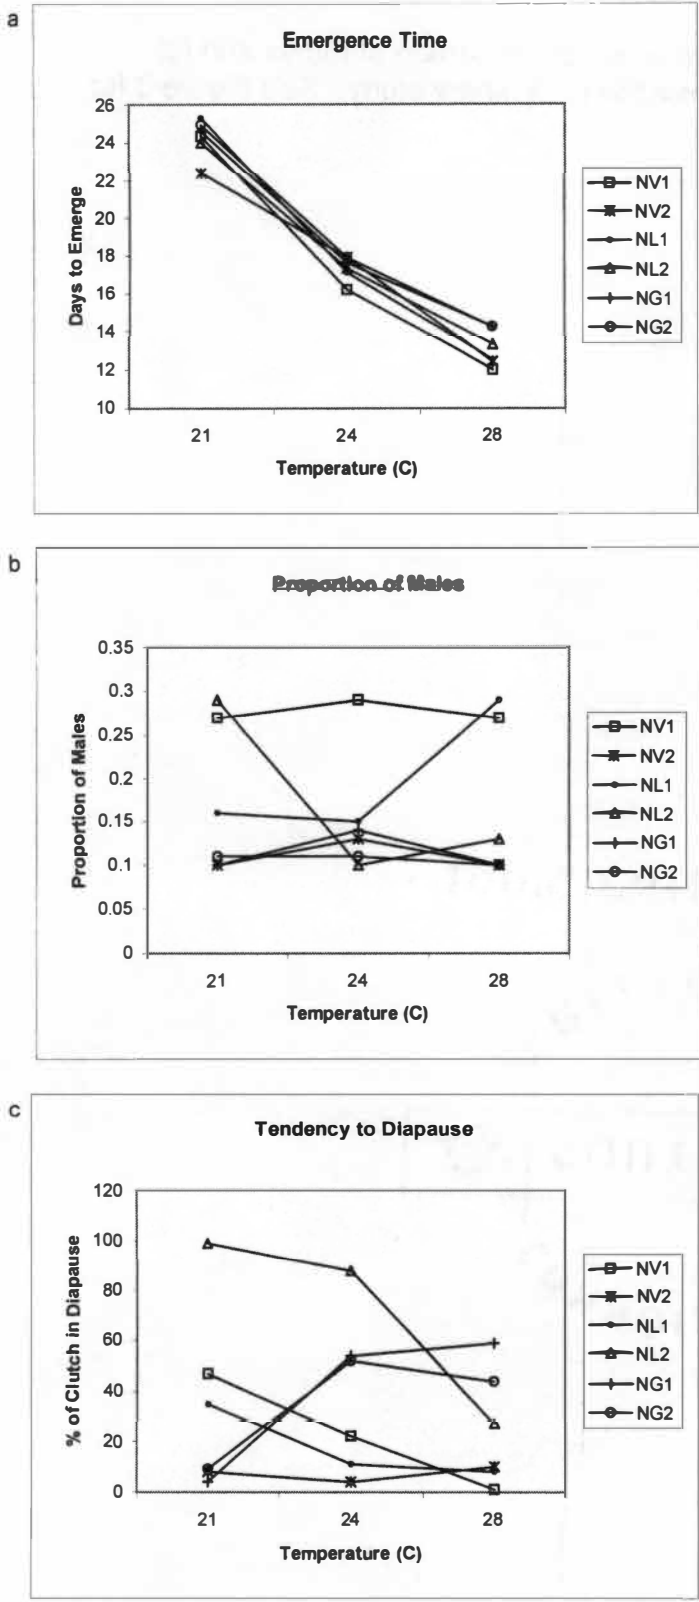 a
Emergence Time
26
24
22
20
18
16
14
12
10
Days to Emerge
21 24 28
Temperature (C)
NV1
NV2
NL1
NL2
NG1
NG2
b
Proportion of Males
0.35
0.3
0.25
0.2
0.15
0.1
0.05
0
Proportion of Males
21 24 28
Temperature (C)
NV1
NV2
NL1
NL2
NG1
NG2
c
Tendency to Diapause
120
100
80
60
40
20
0
% of Clutch in Diapause
21 24 28
Temperature (C)
NV1
NV2
NL1
NL2
NG1
NG2